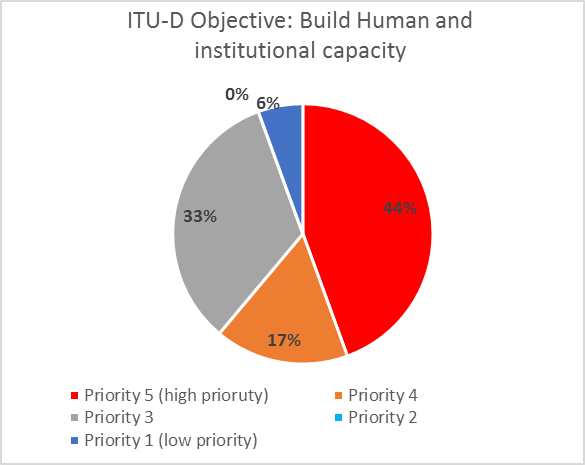 ITU-D Objective: Build Human and
institutional capacity
0%
6%
44%
33%
17%
Priority 5 (high prioruty)
Priority 4
Priority 3
Priority 2
Priority 1 (low priority)